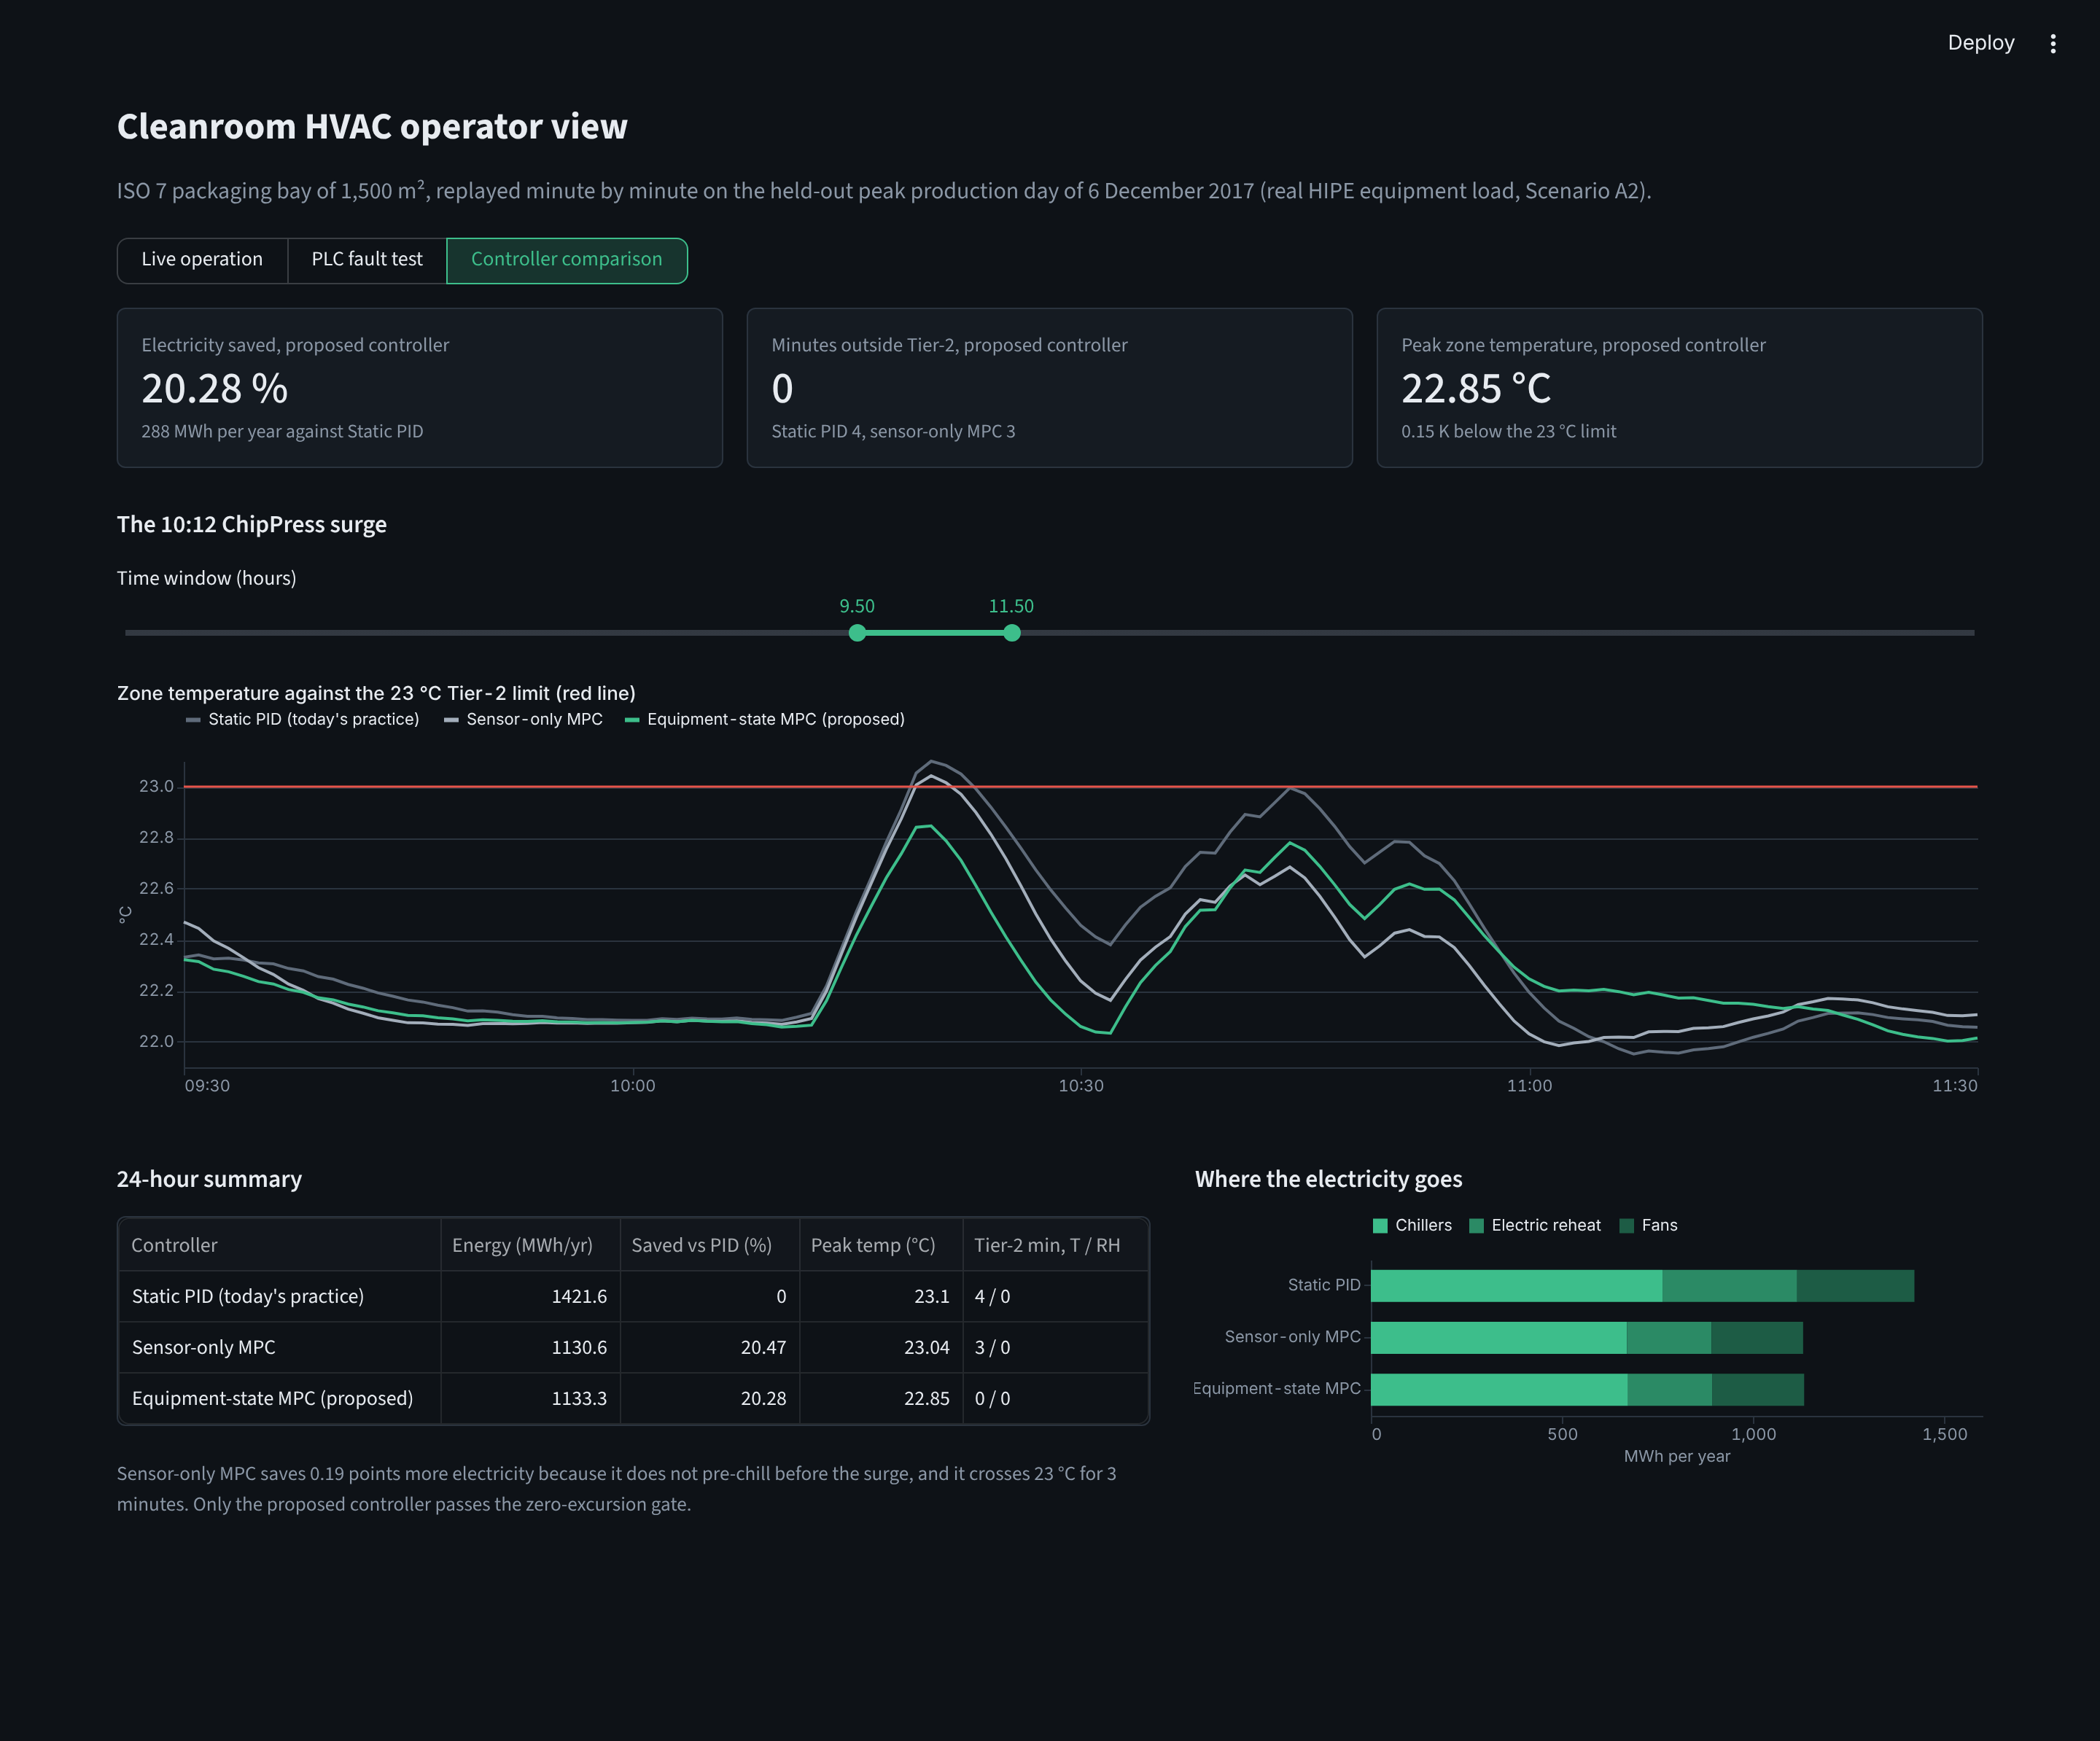 Deploy
Cleanroom HVAC operator view
ISO 7 packaging bay of 1,500 m², replayed minute by minute on the held-out peak production day of 6 December 2017 (real HIPE equipment load, Scenario A2).
Live operation PLC fault test Controller comparison
Electricity saved, proposed controller
20.28 %
288 MWh per year against Static PID
Minutes outside Tier-2, proposed controller
0
Static PID 4, sensor-only MPC 3
Peak zone temperature, proposed controller
22.85 °C
0.15 K below the 23 °C limit
The 10:12 ChipPress surge
Time window (hours)
9.50 11.50
Zone temperature against the 23 °C Tier-2 limit (red line)
Static PID (today's practice) Sensor-only MPC Equipment-state MPC (proposed)
23.0
22.8
22.6
°C
22.4
22.2
22.0
09:30 10:00 10:30 11:00 11:30
24-hour summary
Controller Energy (MWh/yr) Saved vs PID (%) Peak temp (°C) Tier-2 min, T / RH
Static PID (today's practice) 1421.6 0 23.1 4 / 0
Sensor-only MPC 1130.6 20.47 23.04 3 / 0
Equipment-state MPC (proposed) 1133.3 20.28 22.85 0 / 0
Sensor-only MPC saves 0.19 points more electricity because it does not pre-chill before the surge, and it crosses 23 °C for 3
minutes. Only the proposed controller passes the zero-excursion gate.
Where the electricity goes
Chillers Electric reheat Fans
Static PID
Sensor-only MPC
Equipment-state MPC
0 500 1,000 1,500
MWh per year